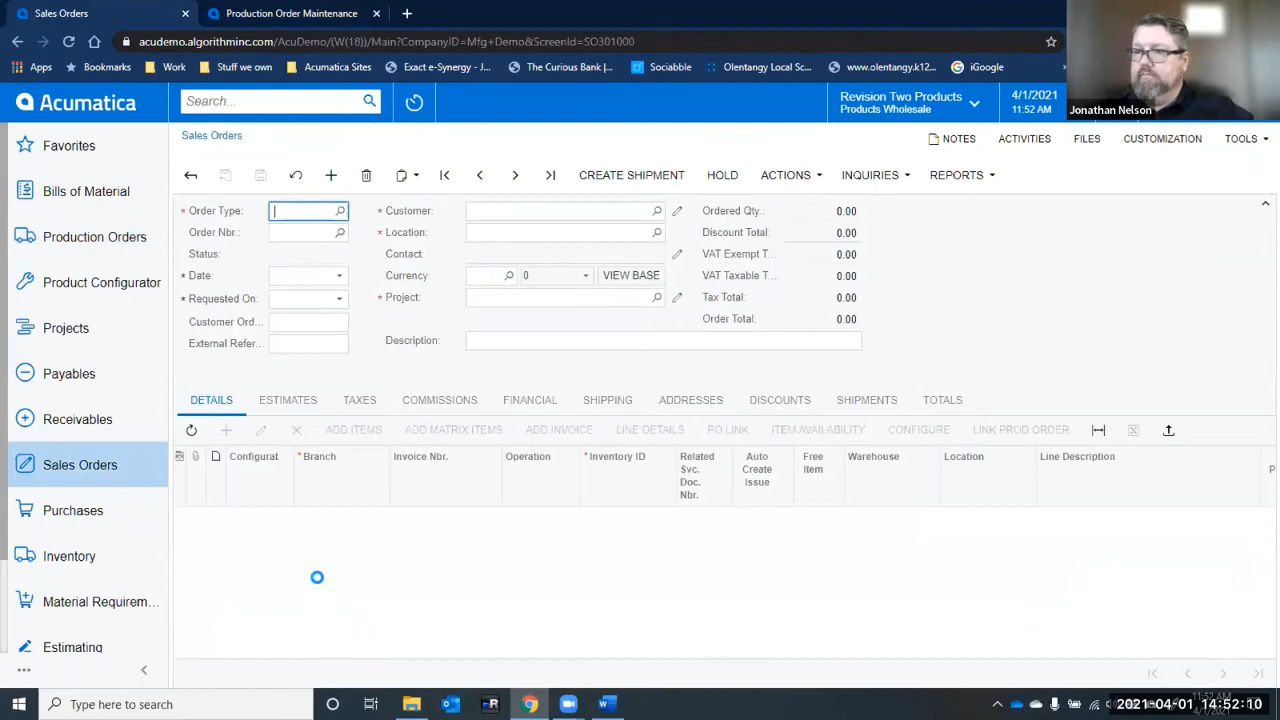 Sales Orders
Production Order Maintenance
acudemo.algorithminc.com/AcuDemo/(W(18))/Main?CompanyID=Mfg Demo&ScreenId=SO301000
Apps Bookmarks Work Stuff we own Acumatica Sites Exact e-Synergy - J... The Curious Bank |... Sociabble Olentangy Local Sc... www.olentangy.k12... iGoogle
Jonathan Nelson
Acumatica
Search...
Revision Two Products
Products Wholesale
4/1/2021
11:52 AM
Favorites
Bills of Material
Production Orders
Product Configurator
Projects
Payables
Receivables
Sales Orders
Purchases
Inventory
Material Requirem...
Estimating
Sales Orders
NOTES ACTIVITIES FILES CUSTOMIZATION TOOLS
CREATE SHIPMENT HOLD ACTIONS INQUIRIES REPORTS
* Order Type: * Customer: Ordered Qty.: 0.00
Order Nbr.: * Location: Discount Total: 0.00
Status: Contact: VAT Exempt T... 0.00
* Date: Currency: 0 VIEW BASE VAT Taxable T... 0.00
* Requested On: * Project: Tax Total: 0.00
Customer Ord... Order Total: 0.00
External Refer... Description:
DETAILS ESTIMATES TAXES COMMISSIONS FINANCIAL SHIPPING ADDRESSES DISCOUNTS SHIPMENTS TOTALS
ADD ITEMS ADD MATRIX ITEMS ADD INVOICE LINE DETAILS PO LINK ITEM AVAILABILITY CONFIGURE LINK PROD ORDER
Configurat * Branch Invoice Nbr. Operation * Inventory ID Related Svc. Doc. Nbr. Auto Create Issue Free Item Warehouse Location Line Description P
Type here to search
2021-04-01 14:52:10